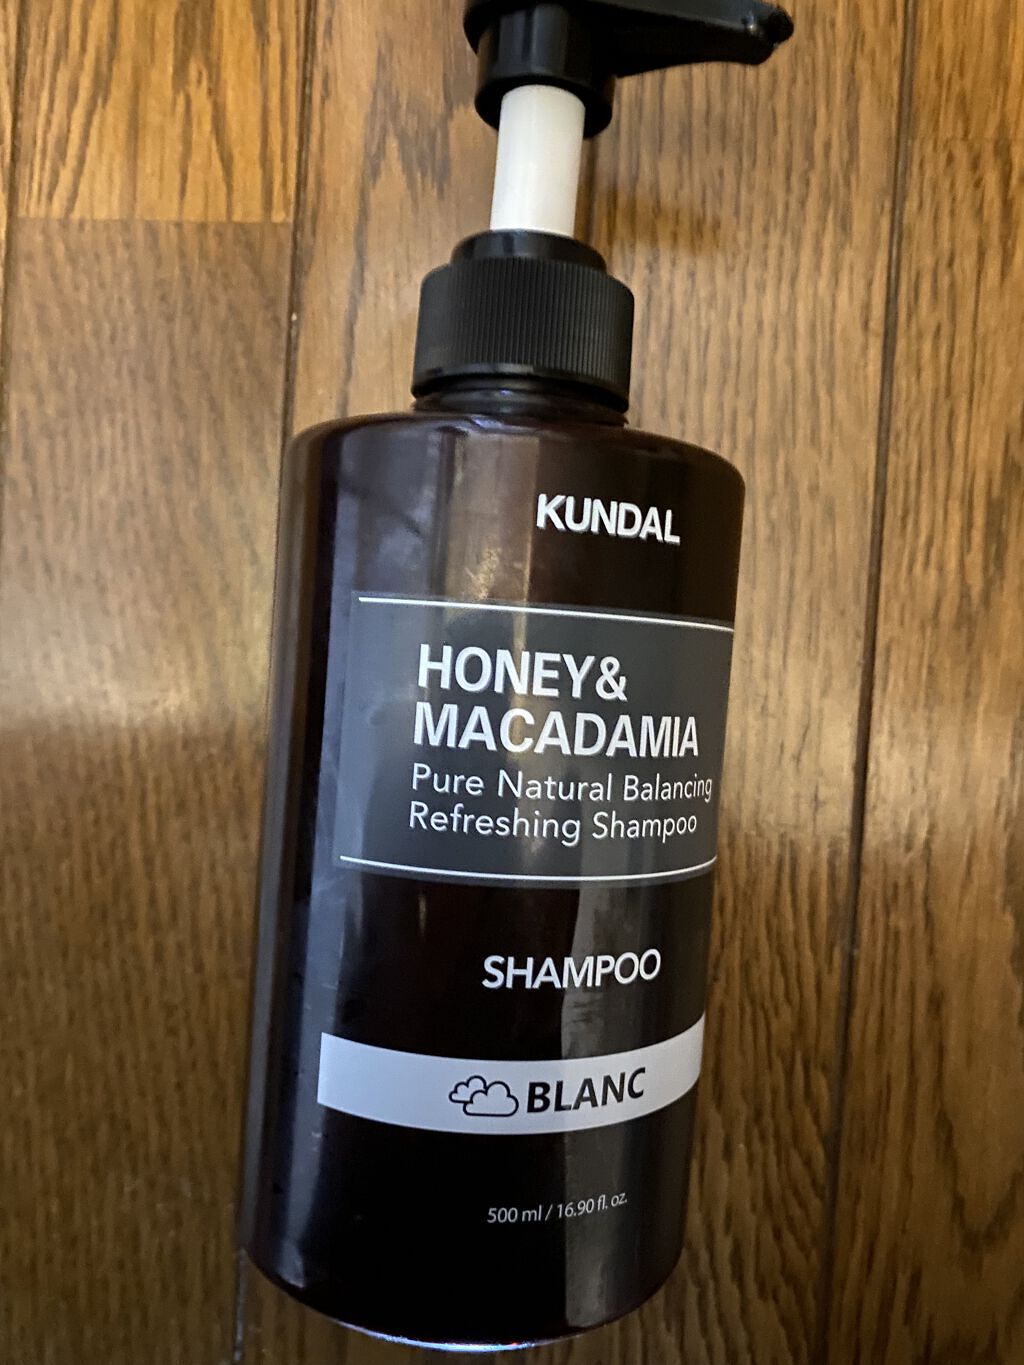 KUNDAL
HONEY&
MACADAMIA
Pure Natural Balancing
Refreshing Shampoo
SHAMPOO
BLANC
500 ml / 16.90 fl. oz.